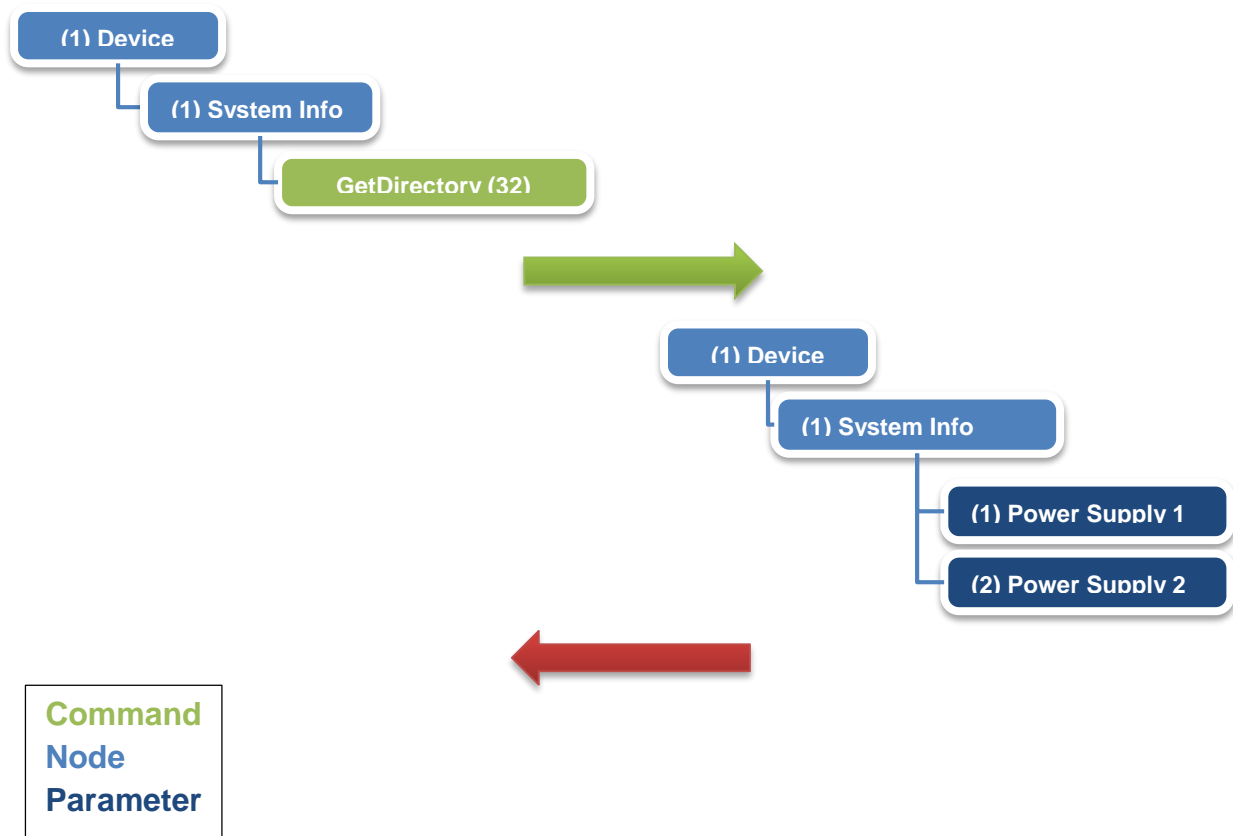 (1) Device
(1) System Info
GetDirectory (32)
(1) Device
(1) System Info
(1) Power Supply 1
(2) Power Supply 2
Command
Node
Parameter